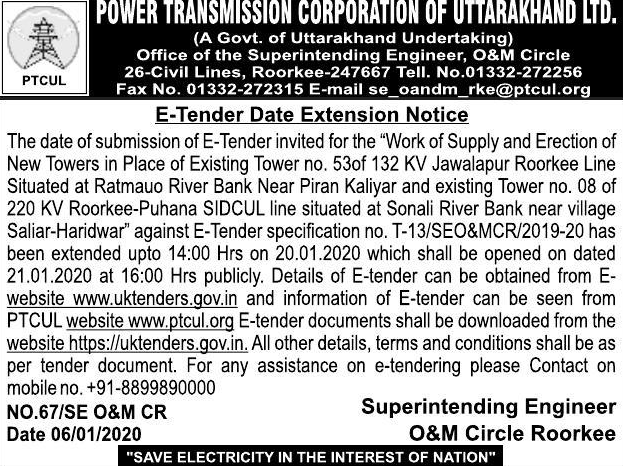 POWER TRANSMISSION CORPORATION OF UTTARAKHAND LTD.
(A Govt. of Uttarakhand Undertaking)
Office of the Superintending Engineer, O&M Circle
26-Civil Lines, Roorkee-247667 Tell. No.01332-272256
Fax No. 01332-272315 E-mail se_oandm_rke@ptcul.org
PTCUL
E-Tender Date Extension Notice
The date of submission of E-Tender invited for the “Work of Supply and Erection of
New Towers in Place of Existing Tower no. 53of 132 KV Jawalapur Roorkee Line
Situated at Ratmauo River Bank Near Piran Kaliyar and existing Tower no. 08 of
220 KV Roorkee-Puhana SIDCUL line situated at Sonali River Bank near village
Saliar-Haridwar” against E-Tender specification no. T-13/SEO&MCR/2019-20 has
been extended upto 14:00 Hrs on 20.01.2020 which shall be opened on dated
21.01.2020 at 16:00 Hrs publicly. Details of E-tender can be obtained from E-
website www.uktenders.gov.in and information of E-tender can be seen from
PTCUL website www.ptcul.org E-tender documents shall be downloaded from the
website https://uktenders.gov.in. All other details, terms and conditions shall be as
per tender document. For any assistance on e-tendering please Contact on
mobile no. +91-8899890000
NO.67/SE O&M CR
Date 06/01/2020
Superintending Engineer
O&M Circle Roorkee
"SAVE ELECTRICITY IN THE INTEREST OF NATION"